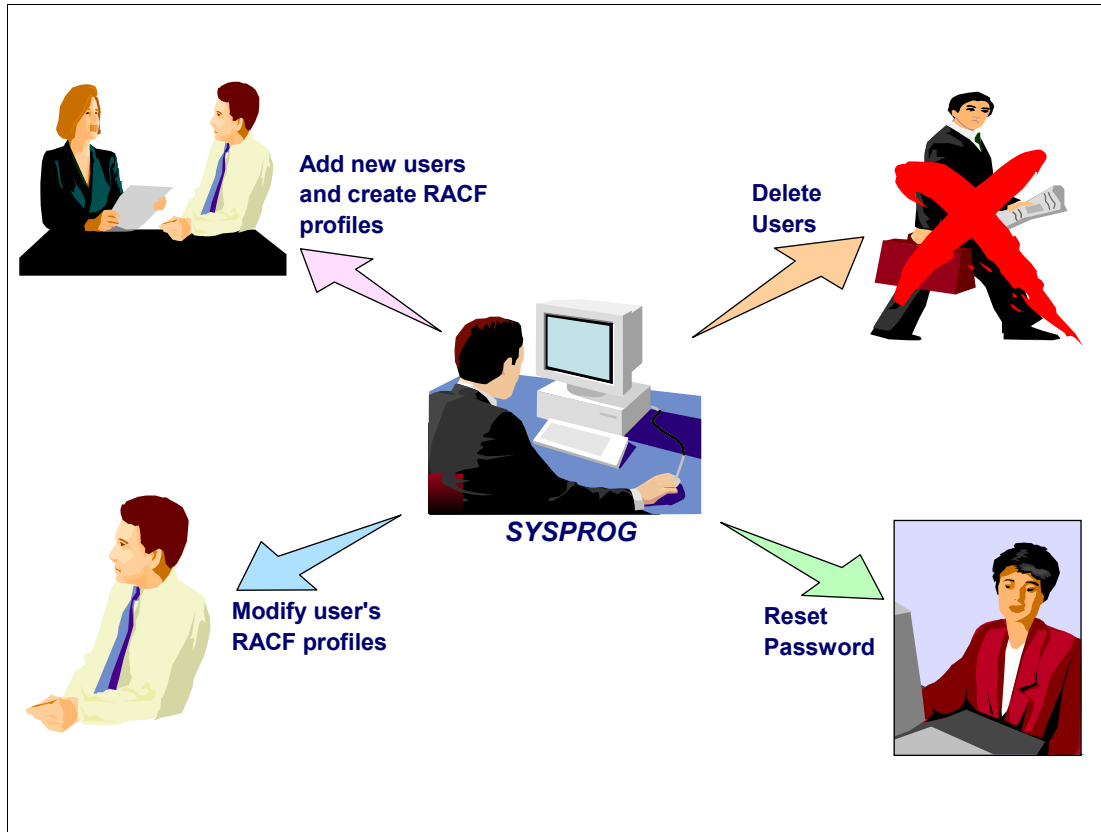 Add new users
and create RACF
profiles
Delete
Users
SYSPROG
Modify user's
RACF profiles
Reset
Password